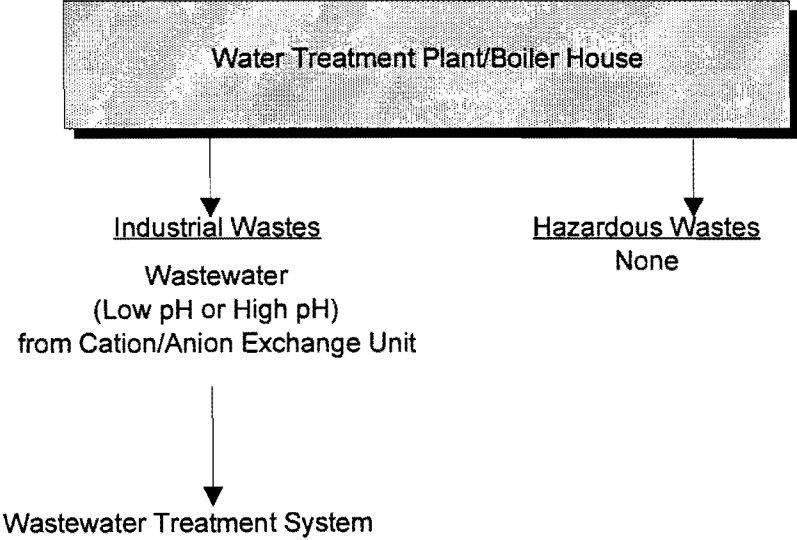 Water Treatment Plant/Boiler House
Industrial Wastes
Wastewater
(Low pH or High pH)
from Cation/Anion Exchange Unit
Wastewater Treatment System
Hazardous Wastes
None